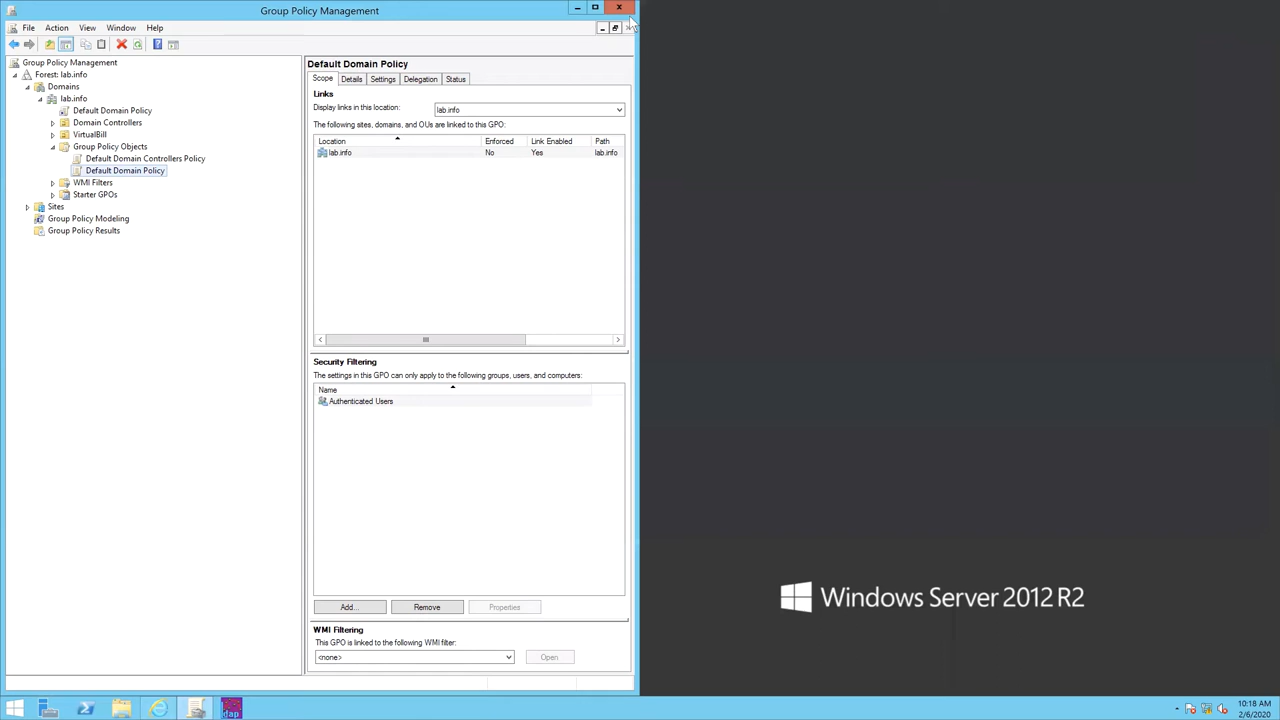 Group Policy Management
File Action View Window Help
Group Policy Management
Forest: lab.info
Domains
lab.info
Default Domain Policy
Domain Controllers
VirtualBill
Group Policy Objects
Default Domain Controllers Policy
Default Domain Policy
WMI Filters
Starter GPOs
Sites
Group Policy Modeling
Group Policy Results
Default Domain Policy
Scope Details Settings Delegation Status
Links
Display links in this location: lab.info
The following sites, domains, and OUs are linked to this GPO:
Location Enforced Link Enabled Path
lab.info No Yes lab.info
Security Filtering
The settings in this GPO can only apply to the following groups, users, and computers:
Name
Authenticated Users
Add... Remove Properties
WMI Filtering
This GPO is linked to the following WMI filter:
<none> Open
Windows Server 2012 R2
dap
10:18 AM
2/6/2020